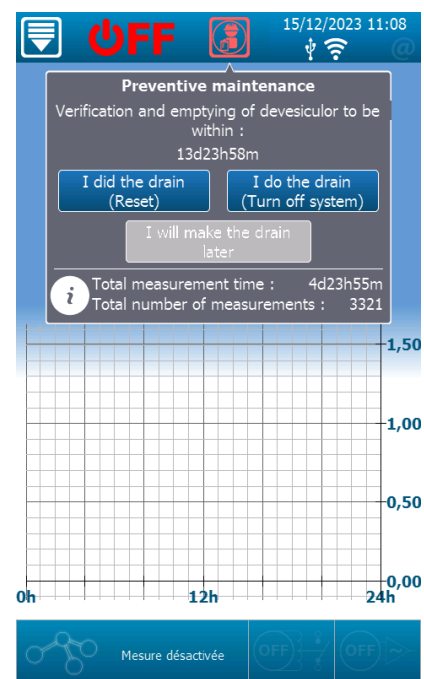 OFF
15/12/2023 11:08
@
Preventive maintenance
Verification and emptying of devesiculor to be
within :
13d23h58m
I did the drain
(Reset)
I do the drain
(Turn off system)
I will make the drain
later
i
Total measurement time : 4d23h55m
Total number of measurements : 3321
1,50
1,00
0,50
0,00
0h 12h 24h
Mesure désactivée
OFF
OFF